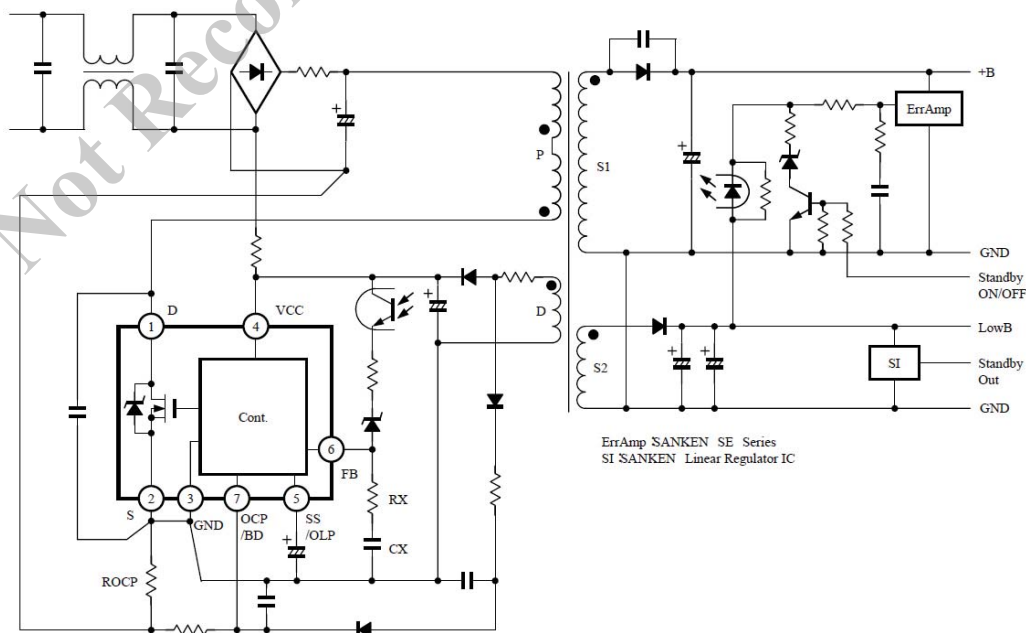 Not Recom
+B
ErrAmp
P
S1
GND
Standby
ON/OFF
D
D
VCC
LowB
1
4
S2
SI
Standby
Out
GND
Cont.
ErrAmp SANKEN SE Series
SI SANKEN Linear Regulator IC
6
FB
2
3
7
5
RX
S
GND
OCP
/BD
SS
/OLP
CX
ROCP